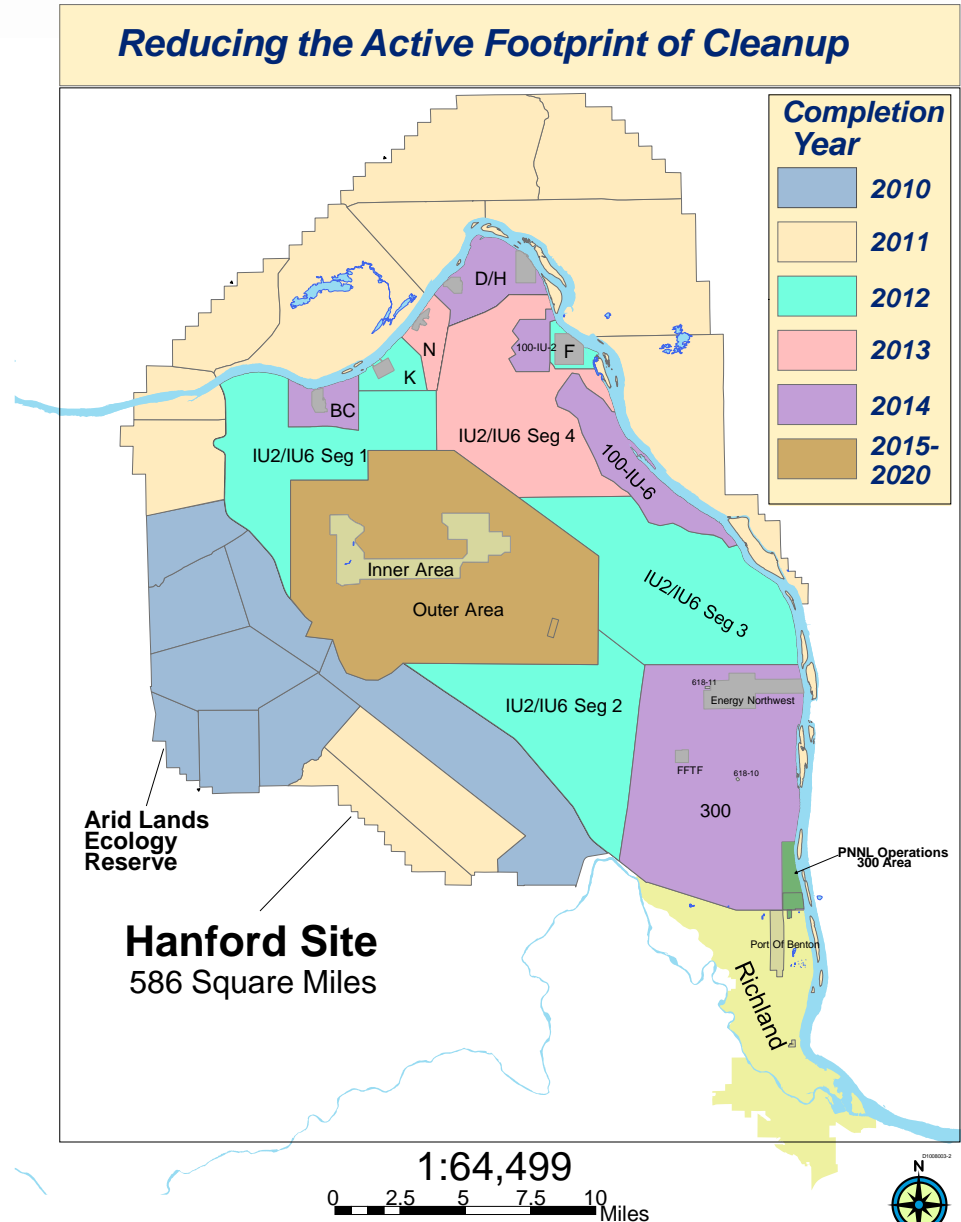 Reducing the Active Footprint of Cleanup
Completion
Year
2010
2011
2012
2013
2014
2015-
2020
D/H
N
100-IU-2
F
K
BC
IU2/IU6 Seg 1
IU2/IU6 Seg 4
100-IU-6
Inner Area
Outer Area
IU2/IU6 Seg 3
IU2/IU6 Seg 2
618-11
Energy Northwest
FFTF
618-10
300
Arid Lands
Ecology
Reserve
PNNL Operations
300 Area
Hanford Site
586 Square Miles
Port Of Benton
Richland
D1008003-2
1:64,499
0 2.5 5 7.5 10
Miles
N